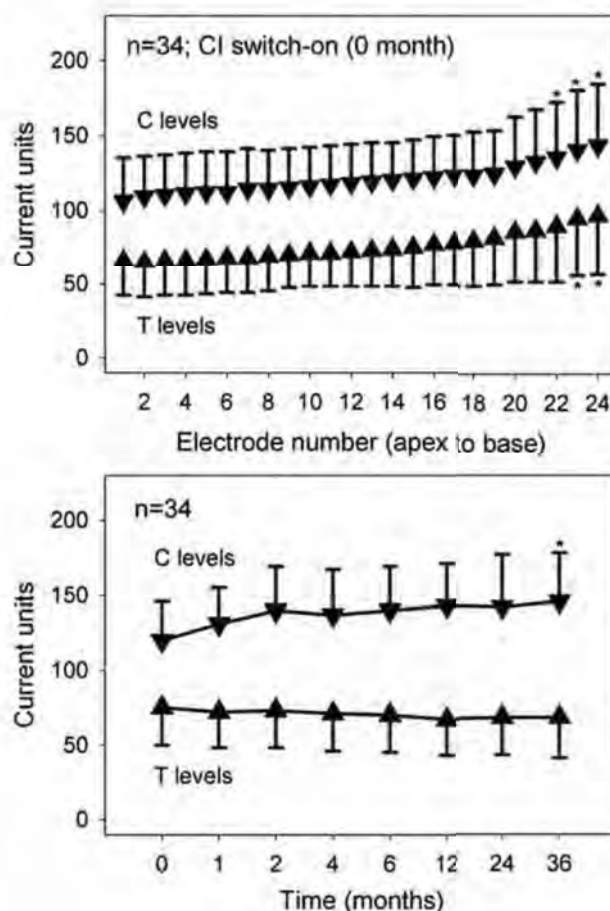 n=34; CI switch-on (0 month)
200
C levels
150
Current units
100
50
T levels
0
* * *
* *
2 4 6 8 10 12 14 16 18 20 22 24
Electrode number (apex to base)
n=34
200
C levels
*
150
Current units
100
50
T levels
0
0 1 2 4 6 12 24 36
Time (months)